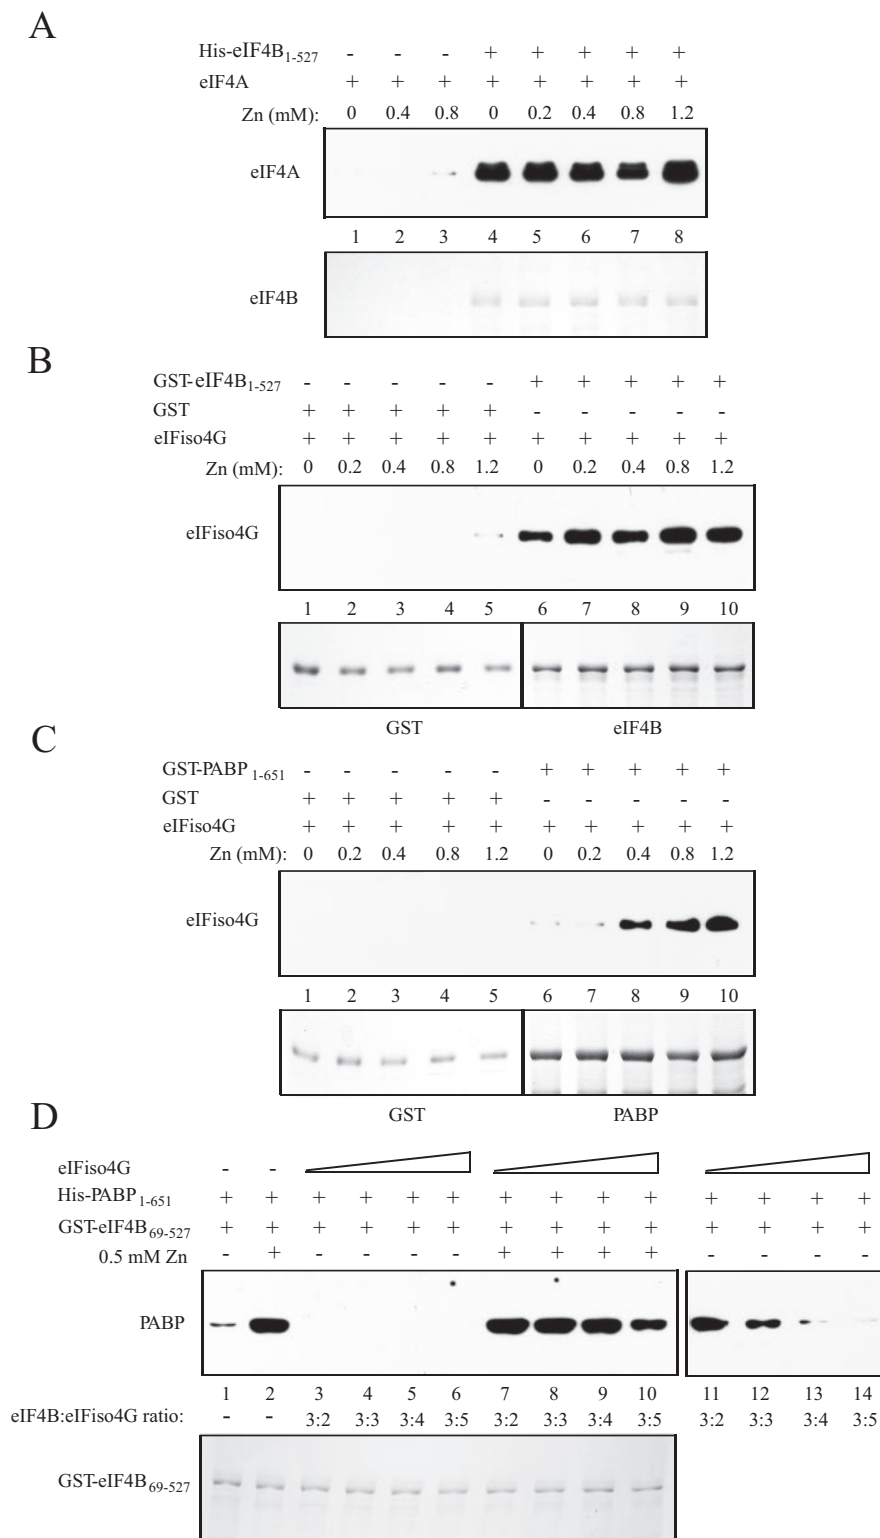 A
His-eIF4B1-527 - - - + + + + +
eIF4A + + + + + + + +
Zn (mM): 0 0.4 0.8 0 0.2 0.4 0.8 1.2
eIF4A
1 2 3 4 5 6 7 8
eIF4B
B
GST-eIF4B1-527 - - - - - + + + + +
GST + + + + + - - - - -
eIFiso4G + + + + + + + + + +
Zn (mM): 0 0.2 0.4 0.8 1.2 0 0.2 0.4 0.8 1.2
eIFiso4G
1 2 3 4 5 6 7 8 9 10
GST eIF4B
C
GST-PABP 1-651 - - - - - + + + + +
GST + + + + + - - - - -
eIFiso4G + + + + + + + + + +
Zn (mM): 0 0.2 0.4 0.8 1.2 0 0.2 0.4 0.8 1.2
eIFiso4G
1 2 3 4 5 6 7 8 9 10
GST PABP
D
eIFiso4G - -
His-PABP1-651 + + + + + + + + + + + + + +
GST-eIF4B69-527 + + + + + + + + + + + + + +
0.5 mM Zn - + - - - - + + + + - - - -
PABP
1 2 3 4 5 6 7 8 9 10 11 12 13 14
eIF4B:eIFiso4G ratio: - - 3:2 3:3 3:4 3:5 3:2 3:3 3:4 3:5 3:2 3:3 3:4 3:5
GST-eIF4B69-527